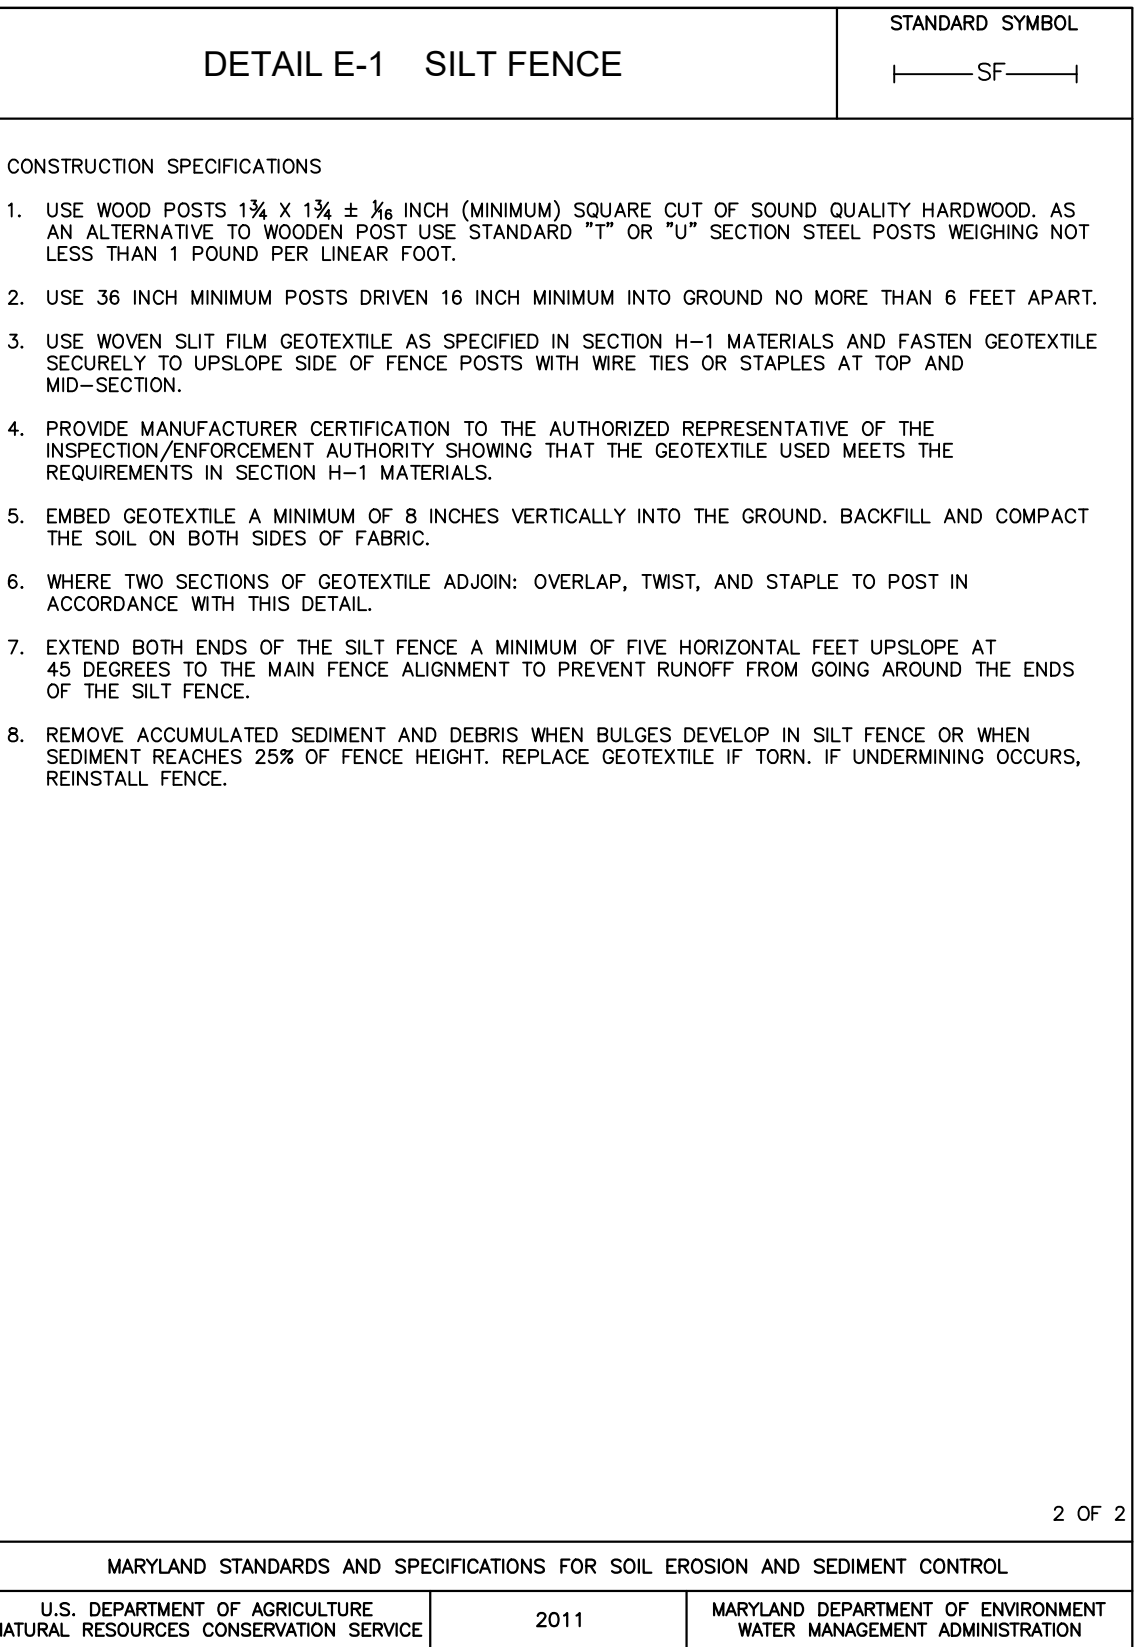 DETAIL E-1 SILT FENCE
STANDARD SYMBOL
SF
CONSTRUCTION SPECIFICATIONS
1. USE WOOD POSTS 1¾ X 1¾ ± 1⁄16 INCH (MINIMUM) SQUARE CUT OF SOUND QUALITY HARDWOOD. AS
AN ALTERNATIVE TO WOODEN POST USE STANDARD "T" OR "U" SECTION STEEL POSTS WEIGHING NOT
LESS THAN 1 POUND PER LINEAR FOOT.
2. USE 36 INCH MINIMUM POSTS DRIVEN 16 INCH MINIMUM INTO GROUND NO MORE THAN 6 FEET APART.
3. USE WOVEN SLIT FILM GEOTEXTILE AS SPECIFIED IN SECTION H-1 MATERIALS AND FASTEN GEOTEXTILE
SECURELY TO UPSLOPE SIDE OF FENCE POSTS WITH WIRE TIES OR STAPLES AT TOP AND
MID-SECTION.
4. PROVIDE MANUFACTURER CERTIFICATION TO THE AUTHORIZED REPRESENTATIVE OF THE
INSPECTION/ENFORCEMENT AUTHORITY SHOWING THAT THE GEOTEXTILE USED MEETS THE
REQUIREMENTS IN SECTION H-1 MATERIALS.
5. EMBED GEOTEXTILE A MINIMUM OF 8 INCHES VERTICALLY INTO THE GROUND. BACKFILL AND COMPACT
THE SOIL ON BOTH SIDES OF FABRIC.
6. WHERE TWO SECTIONS OF GEOTEXTILE ADJOIN: OVERLAP, TWIST, AND STAPLE TO POST IN
ACCORDANCE WITH THIS DETAIL.
7. EXTEND BOTH ENDS OF THE SILT FENCE A MINIMUM OF FIVE HORIZONTAL FEET UPSLOPE AT
45 DEGREES TO THE MAIN FENCE ALIGNMENT TO PREVENT RUNOFF FROM GOING AROUND THE ENDS
OF THE SILT FENCE.
8. REMOVE ACCUMULATED SEDIMENT AND DEBRIS WHEN BULGES DEVELOP IN SILT FENCE OR WHEN
SEDIMENT REACHES 25% OF FENCE HEIGHT. REPLACE GEOTEXTILE IF TORN. IF UNDERMINING OCCURS,
REINSTALL FENCE.
2 OF 2
MARYLAND STANDARDS AND SPECIFICATIONS FOR SOIL EROSION AND SEDIMENT CONTROL
U.S. DEPARTMENT OF AGRICULTURE
NATURAL RESOURCES CONSERVATION SERVICE
2011
MARYLAND DEPARTMENT OF ENVIRONMENT
WATER MANAGEMENT ADMINISTRATION